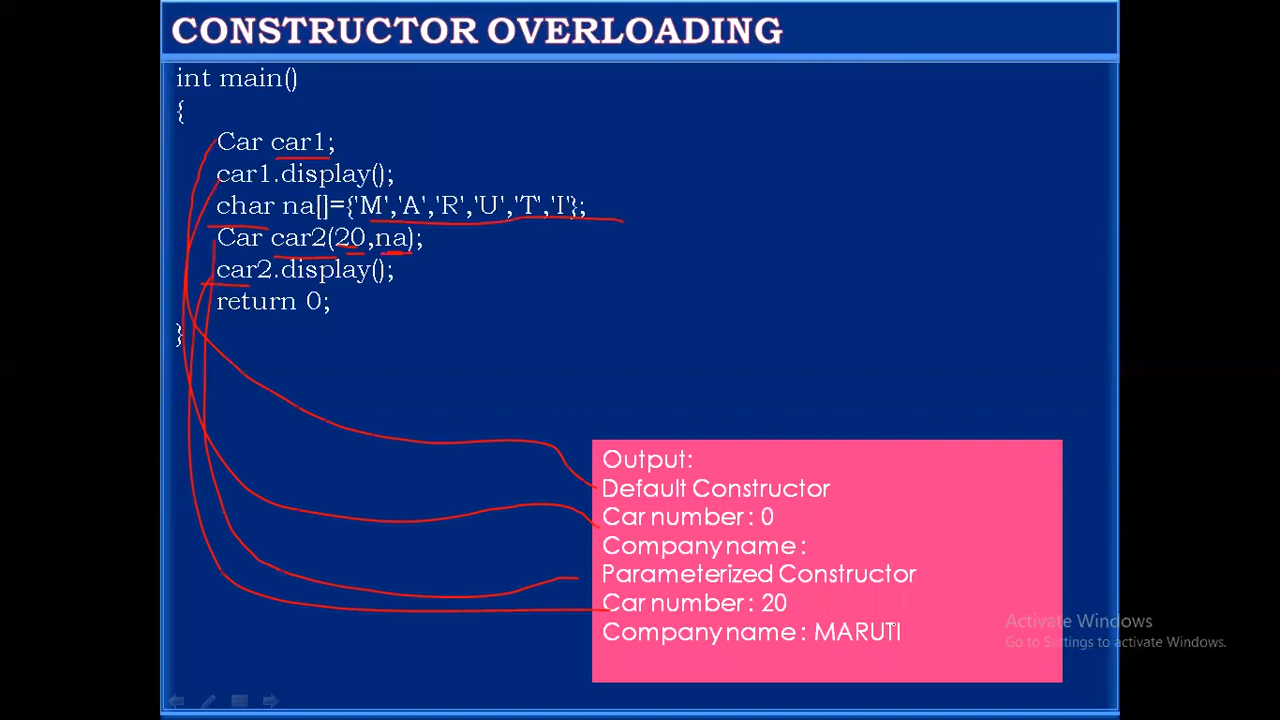 CONSTRUCTOR OVERLOADING
int main()
{
Car car1;
car1.display();
char na[]={'M','A','R','U','T','I'};
Car car2(20,na);
car2.display();
return 0;
}
Output:
Default Constructor
Car number : 0
Company name :
Parameterized Constructor
Car number : 20
Company name : MARUTI
Activate Windows
Go to Settings to activate Windows.